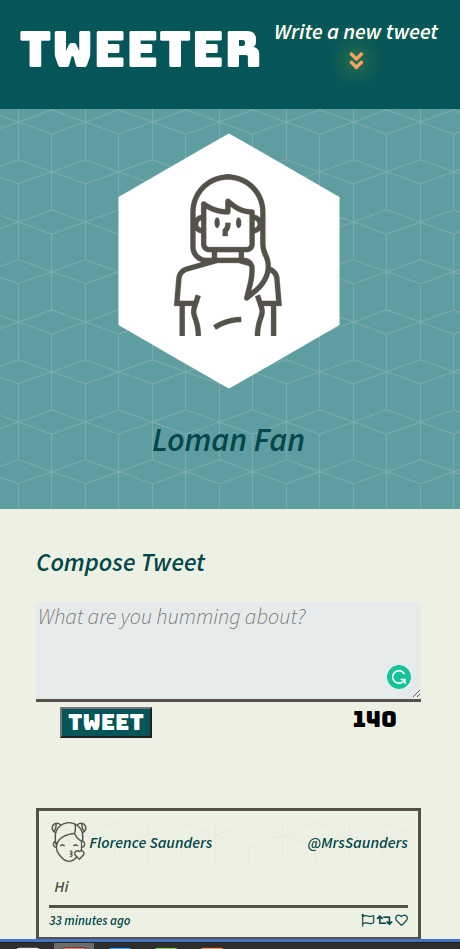 TWEETER
Write a new tweet
Loman Fan
Compose Tweet
What are you humming about?
TWEET 140
Florence Saunders @MrsSaunders
Hi
33 minutes ago